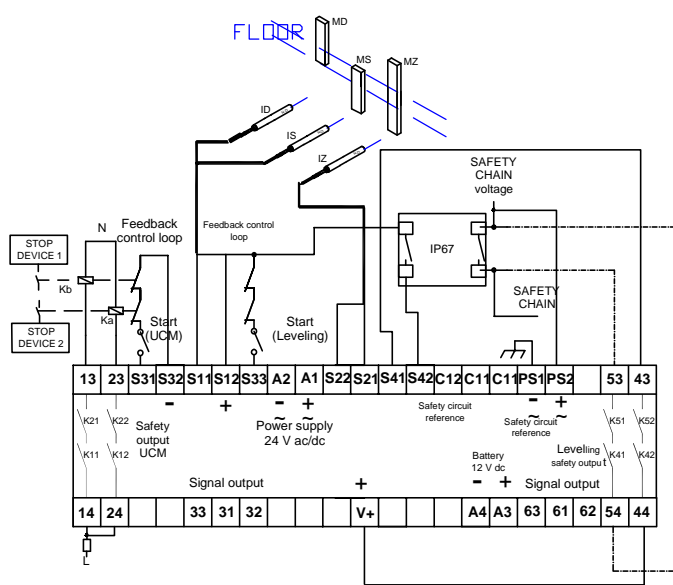 FLOOR
MD
MS
MZ
ID
IS
IZ
SAFETY
CHAIN
voltage
N
Feedback
control loop
Feedback control
loop
STOP
DEVICE 1
Kb
IP67
Ka
STOP
DEVICE 2
Start
(UCM)
Start
(Leveling)
SAFETY
CHAIN
13 23 S31 S32 S11 S12 S33 A2 A1 S22 S21 S41 S42 C12 C11 C11 PS1 PS2 53 43
- + - + - +
~ ~ ~ ~
K21 K22
Safety
output
UCM
Power supply
24 V ac/dc
Safety circuit
reference
Safety circuit
reference
K51 K52
K11 K12
Levelling
safety output
K41 K42
Battery
12 V dc
Signal output
+
- +
Signal output
14 24 33 31 32 V+ A4 A3 63 61 62 54 44
L